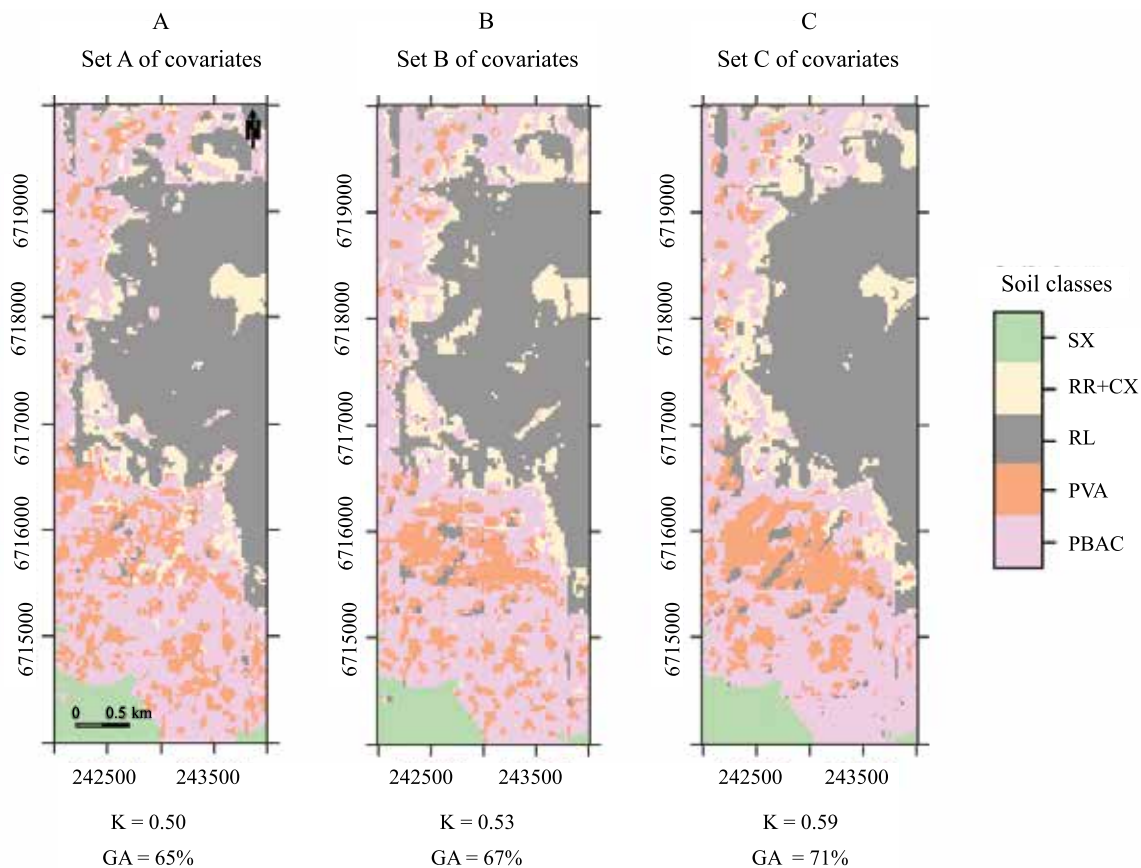 A
Set A of covariates
B
Set B of covariates
C
Set C of covariates
N
6719000
6718000
6717000
6716000
6715000
0 0.5 km
242500 243500
K = 0.50
GA = 65%
6719000
6718000
6717000
6716000
6715000
242500 243500
K = 0.53
GA = 67%
6719000
6718000
6717000
6716000
6715000
242500 243500
K = 0.59
GA = 71%
Soil classes
SX
RR+CX
RL
PVA
PBAC